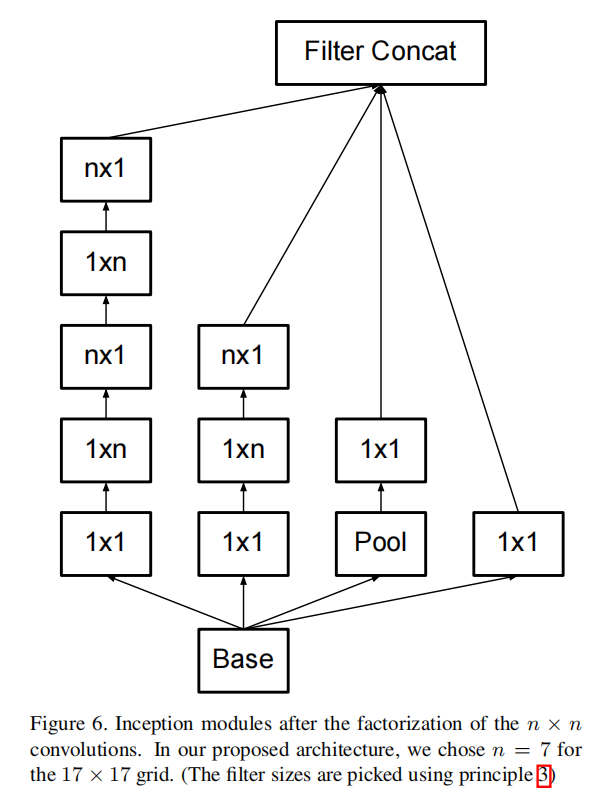 Filter Concat
nx1
1xn
nx1
nx1
1xn
1xn
1x1
1x1
1x1
Pool
1x1
Base
Figure 6. Inception modules after the factorization of the n × n
convolutions. In our proposed architecture, we chose n = 7 for
the 17 × 17 grid. (The filter sizes are picked using principle 3)